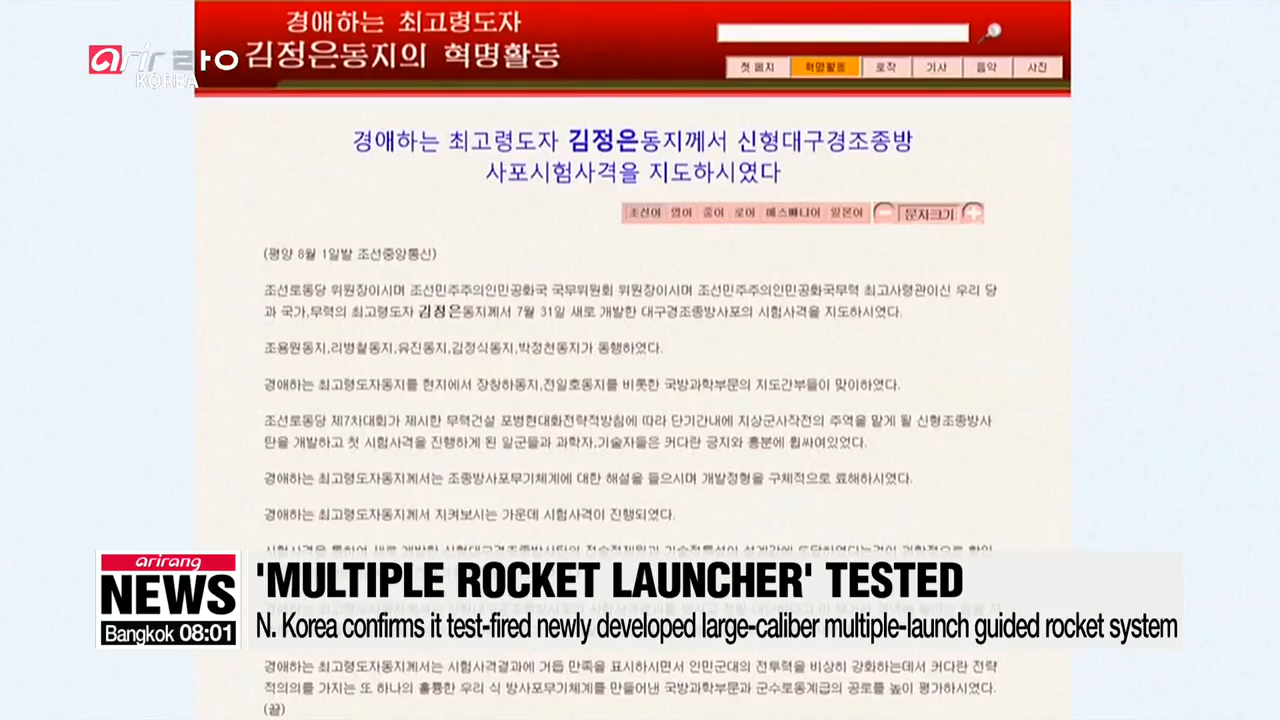 경애하는 최고령도자
김정은동지의 혁명활동
arirang
KOREA
첫 페지 혁명활동 로작 기사 음악 사진
경애하는 최고령도자 김정은동지께서 신형대구경조종방
사포시험사격을 지도하시였다
조선어 영어 중어 로어 에스빠니아어 일본어 문자크기
(평양 8월 1일발 조선중앙통신)
조선로동당 위원장이시며 조선민주주의인민공화국 국무위원회 위원장이시며 조선민주주의인민공화국무력 최고사령관이신 우리 당
과 국가,무력의 최고령도자 김정은동지께서 7월 31일 새로 개발한 대구경조종방사포의 시험사격을 지도하시였다.
조용원동지,리병철동지,유진동지,김정식동지,박정천동지가 동행하였다.
경애하는 최고령도자동지를 현지에서 장창하동지,전일호동지를 비롯한 국방과학부문의 지도간부들이 맞이하였다.
조선로동당 제7차대회가 제시한 무력건설 포병현대화전략적방침에 따라 단기간내에 지상군사작전의 주역을 맡게 될 신형조종방사
탄을 개발하고 첫 시험사격을 진행하게 된 일군들과 과학자,기술자들은 커다란 긍지와 흥분에 휩싸여있었다.
경애하는 최고령도자동지께서는 조종방사포무기체계에 대한 해설을 들으시며 개발정형을 구체적으로 료해하시였다.
경애하는 최고령도자동지께서 지켜보시는 가운데 시험사격이 진행되였다.
arirang
NEWS
Bangkok 08:01
'MULTIPLE ROCKET LAUNCHER' TESTED
N. Korea confirms it test-fired newly developed large-caliber multiple-launch guided rocket system
경애하는 최고령도자동지께서는 시험사격결과에 거듭 만족을 표시하시면서 인민군대의 전투력을 비상히 강화하는데서 커다란 전략
적의의를 가지는 또 하나의 훌륭한 우리 식 방사포무기체계를 만들어낸 국방과학부문과 군수로동계급의 공로를 높이 평가하시였다.
(끝)